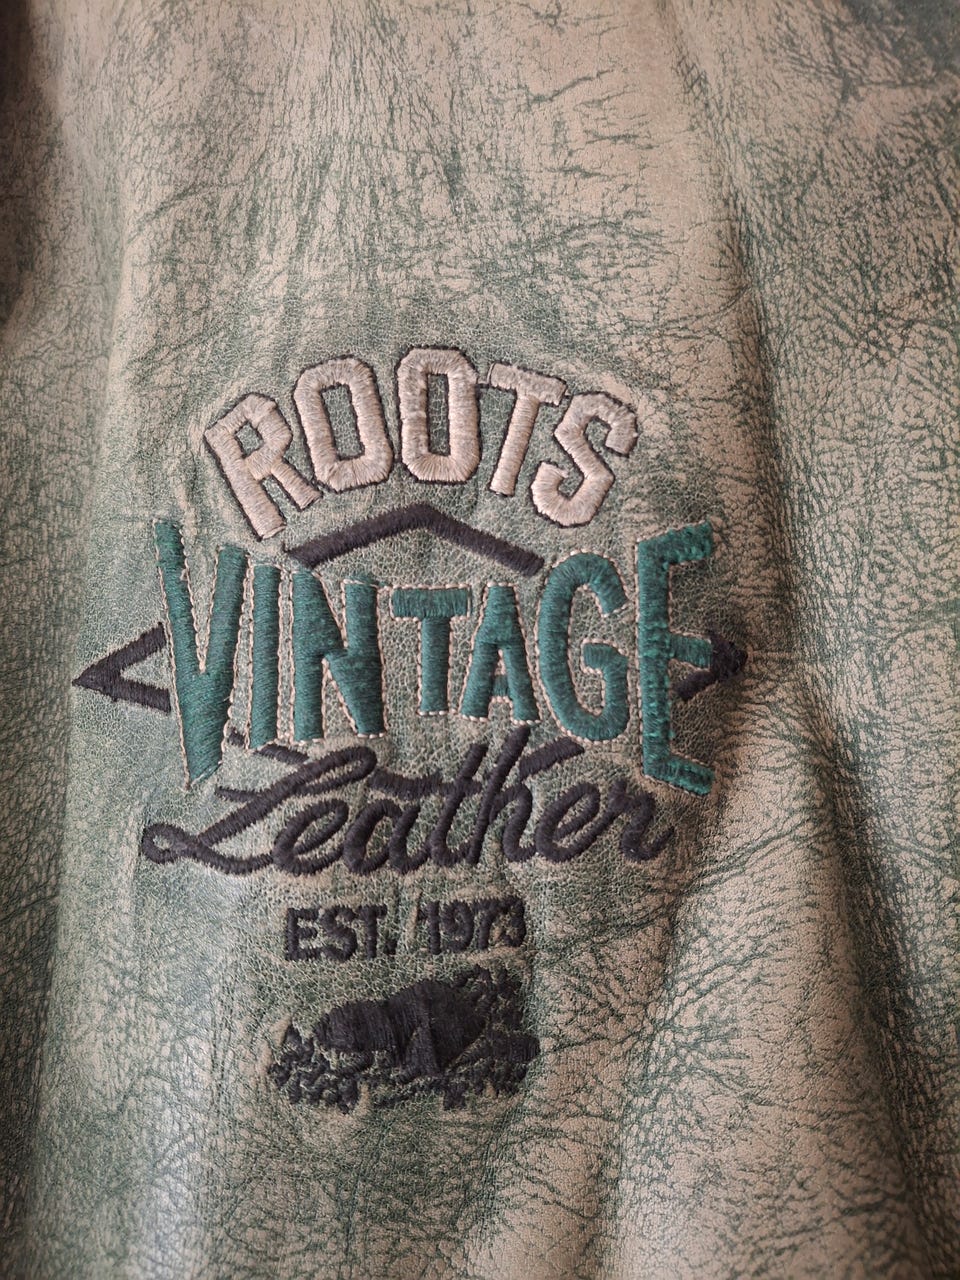 ROOTS
VINTAGE
Leather
EST. 1973